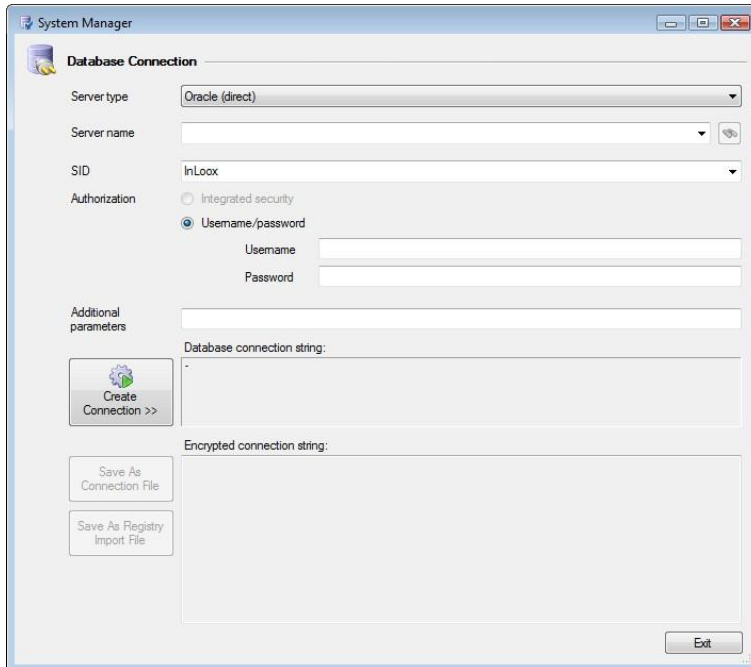 System Manager
Database Connection
Server type
Oracle (direct)
Server name
SID
InLoox
Authorization
Integrated security
Username/password
Username
Password
Additional
parameters
Database connection string:
-
Create
Connection >>
Encrypted connection string:
Save As
Connection File
Save As Registry
Import File
Exit